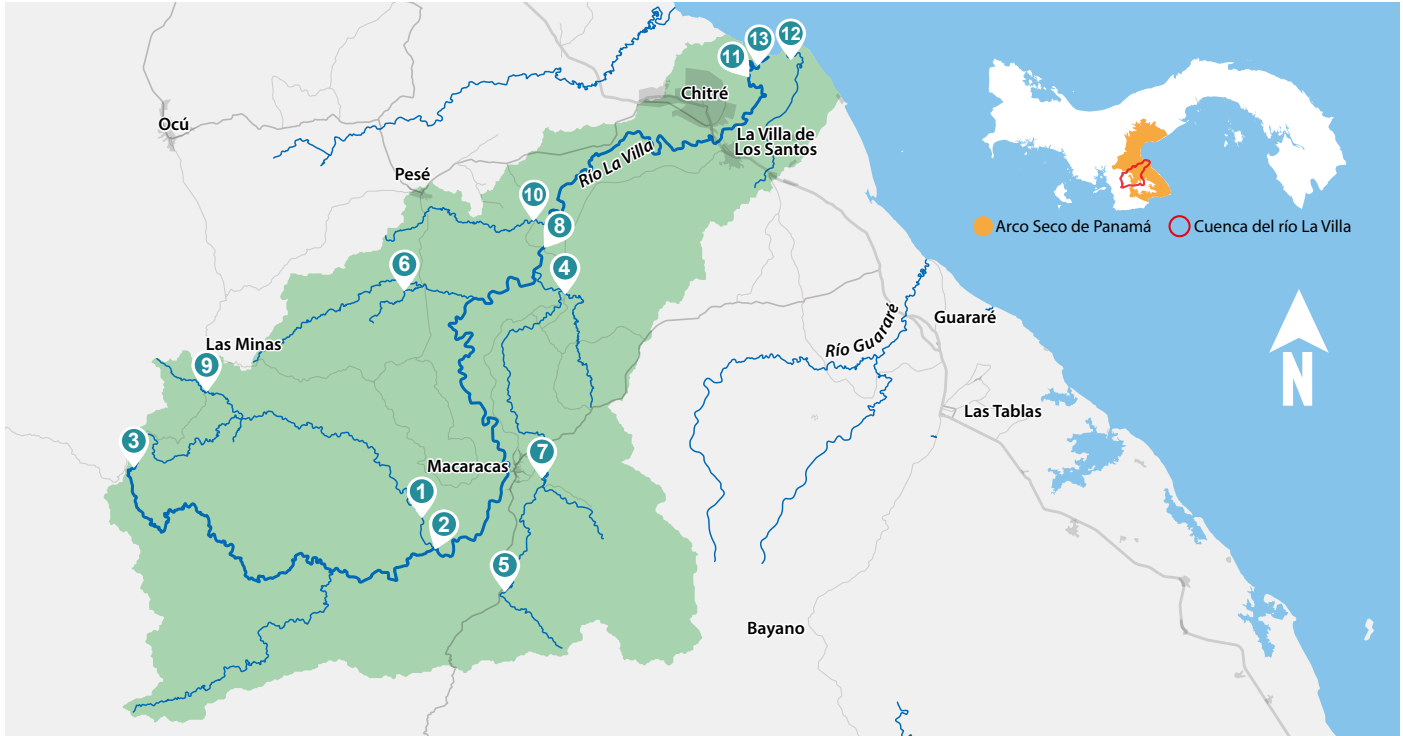 13
12
11
Chitré
Ocú
La Villa de
Los Santos
Río La Villa
Pesé
10
8
Arco Seco de Panamá
Cuenca del río La Villa
6
4
Guararé
Río Guararé
Las Minas
9
Las Tablas
3
7
Macaracas
1
2
5
Bayano
N